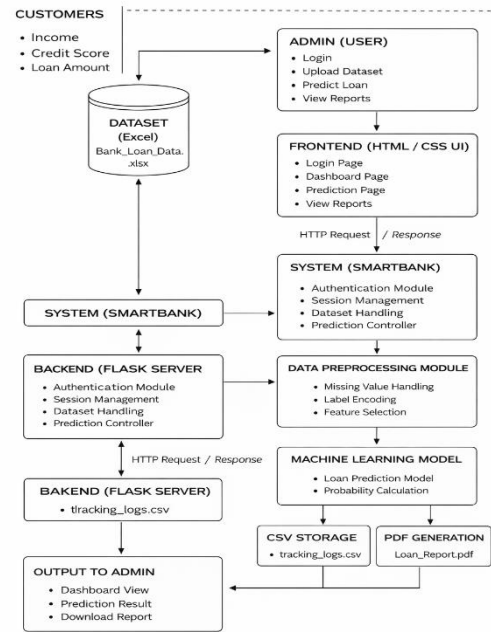 CUSTOMERS
• Income
• Credit Score
• Loan Amount
DATASET
(Excel)
Bank_Loan_Data.
.xlsx
SYSTEM (SMARTBANK)
BACKEND (FLASK SERVER
• Authentication Module
• Session Management
• Dataset Handling
• Prediction Controller
HTTP Request / Response
BAKEND (FLASK SERVER)
• tlracking_logs.csv
OUTPUT TO ADMIN
• Dashboard View
• Prediction Result
• Download Report
ADMIN (USER)
• Login
• Upload Dataset
• Predict Loan
• View Reports
FRONTEND (HTML / CSS UI)
• Login Page
• Dashboard Page
• Prediction Page
• View Reports
HTTP Request / Response
SYSTEM (SMARTBANK)
• Authentication Module
• Session Management
• Dataset Handling
• Prediction Controller
DATA PREPROCESSING MODULE
• Missing Value Handling
• Label Encoding
• Feature Selection
MACHINE LEARNING MODEL
• Loan Prediction Model
• Probability Calculation
CSV STORAGE
• tracking_logs.csv
PDF GENERATION
Loan_Report.pdf